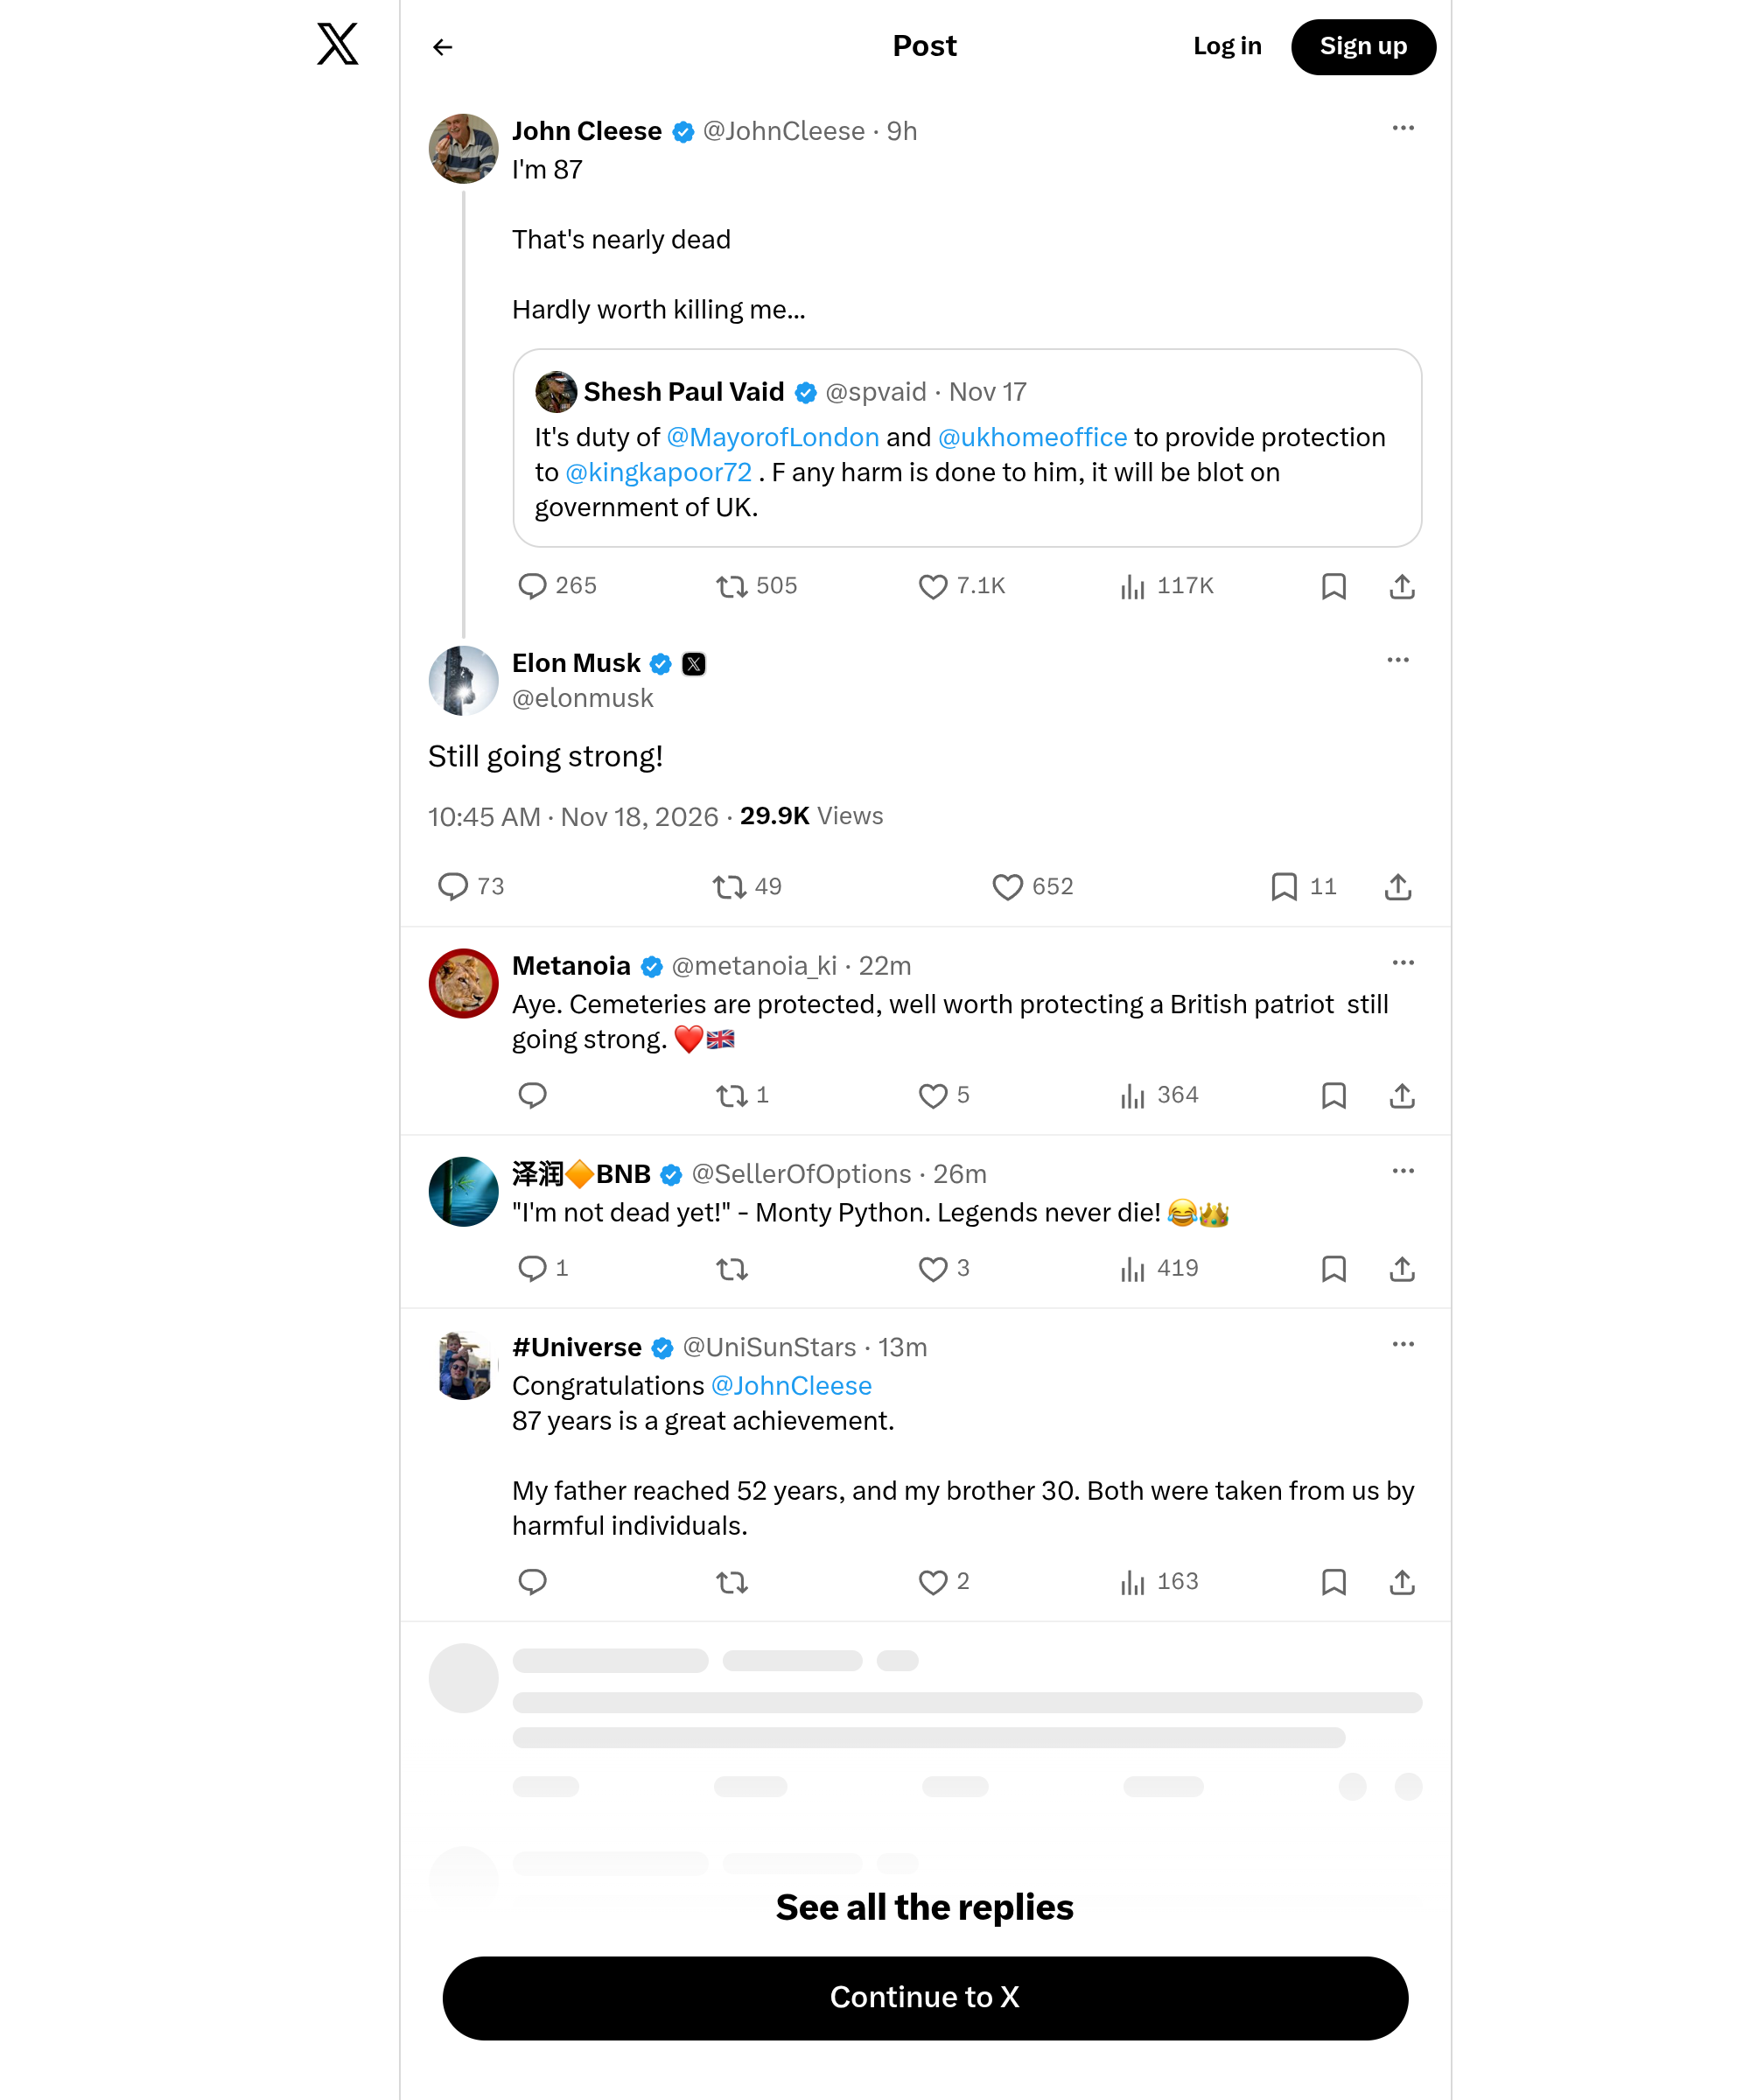 Post
Log in
Sign up
John Cleese @JohnCleese · 9h
I'm 87
That's nearly dead
Hardly worth killing me...
Shesh Paul Vaid @spvaid · Nov 17
It's duty of @MayorofLondon and @ukhomeoffice to provide protection
to @kingkapoor72 . F any harm is done to him, it will be blot on
government of UK.
265 505 7.1K 117K
Elon Musk
@elonmusk
Still going strong!
10:45 AM · Nov 18, 2026 · 29.9K Views
73 49 652 11
Metanoia @metanoia_ki · 22m
Aye. Cemeteries are protected, well worth protecting a British patriot  still
going strong. ❤️🇬🇧
1 5 364
泽润🔶BNB @SellerOfOptions · 26m
"I'm not dead yet!" - Monty Python. Legends never die! 😂👑
1 3 419
#Universe @UniSunStars · 13m
Congratulations @JohnCleese
87 years is a great achievement.
My father reached 52 years, and my brother 30. Both were taken from us by
harmful individuals.
2 163
See all the replies
Continue to X